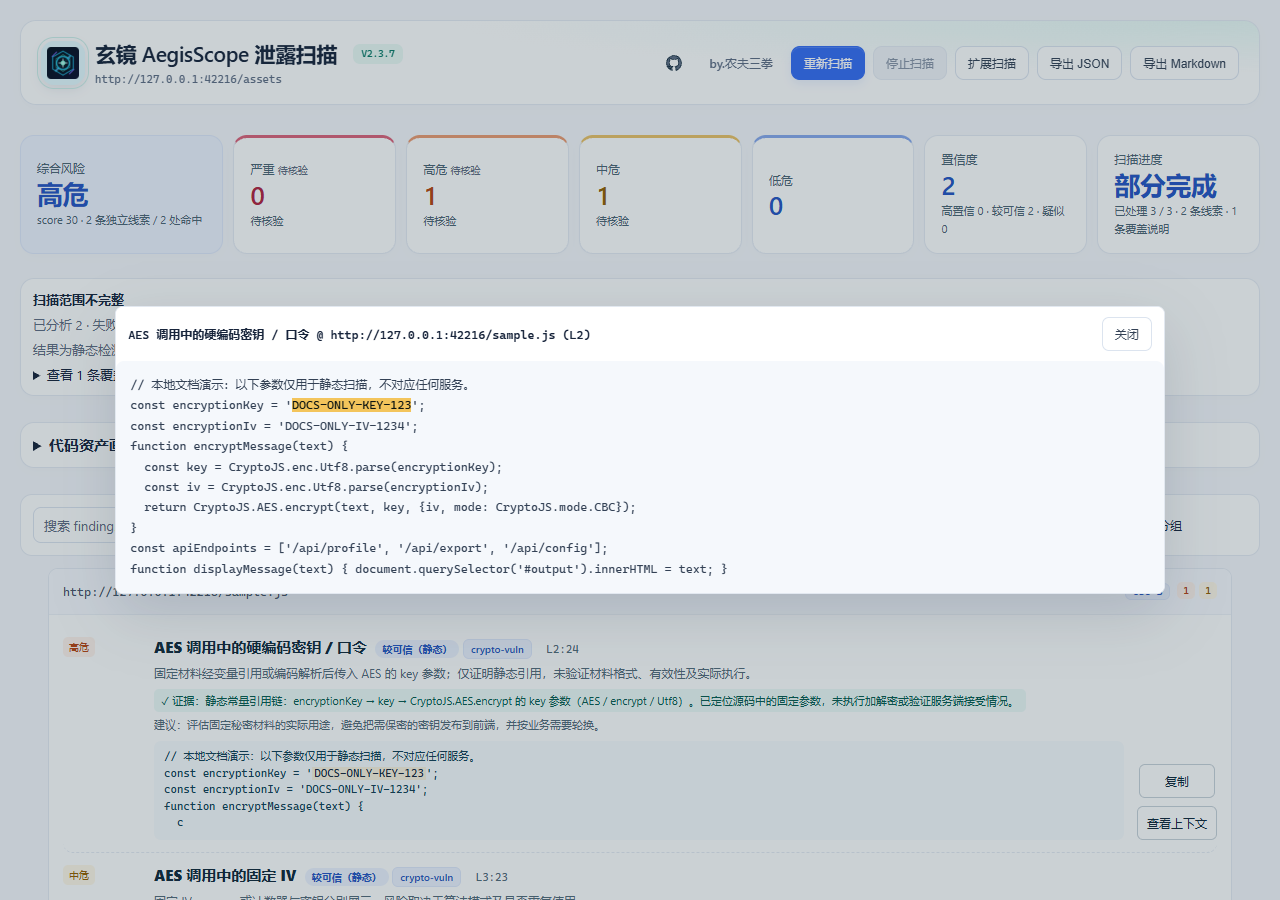 玄镜 AegisScope 泄露扫描 V2.3.7
http://127.0.0.1:42216/assets
by.农夫三拳 重新扫描 停止扫描 扩展扫描 导出 JSON 导出 Markdown
综合风险
高危
score 30 · 2 条独立线索 / 2 处命中
严重 待核验
0
待核验
高危 待核验
1
待核验
中危
1
待核验
低危
0
置信度
2
高置信 0 · 较可信 2 · 疑似
0
扫描进度
部分完成
已处理 3 / 3 · 2 条线索 · 1
条覆盖说明
扫描范围不完整
已分析 2 · 失败
结果为静态检测
▶ 查看 1 条覆
▶ 代码资产
搜索 finding
分组
AES 调用中的硬编码密钥 / 口令 @ http://127.0.0.1:42216/sample.js (L2)
关闭
// 本地文档演示：以下参数仅用于静态扫描，不对应任何服务。
const encryptionKey = 'DOCS-ONLY-KEY-123';
const encryptionIv = 'DOCS-ONLY-IV-1234';
function encryptMessage(text) {
  const key = CryptoJS.enc.Utf8.parse(encryptionKey);
  const iv = CryptoJS.enc.Utf8.parse(encryptionIv);
  return CryptoJS.AES.encrypt(text, key, {iv, mode: CryptoJS.mode.CBC});
}
const apiEndpoints = ['/api/profile', '/api/export', '/api/config'];
function displayMessage(text) { document.querySelector('#output').innerHTML = text; }
http://127.0.0.1:42216/sample.js 1 1
高危 AES 调用中的硬编码密钥 / 口令 较可信（静态） crypto-vuln L2:24
固定材料经变量引用或编码解析后传入 AES 的 key 参数；仅证明静态引用，未验证材料格式、有效性及实际执行。
✓ 证据：静态常量引用链：encryptionKey → key → CryptoJS.AES.encrypt 的 key 参数（AES / encrypt / Utf8）。已定位源码中的固定参数，未执行加解密或验证服务端接受情况。
建议：评估固定秘密材料的实际用途，避免把需保密的密钥发布到前端，并按业务需要轮换。
// 本地文档演示：以下参数仅用于静态扫描，不对应任何服务。
const encryptionKey = 'DOCS-ONLY-KEY-123';
const encryptionIv = 'DOCS-ONLY-IV-1234';
function encryptMessage(text) {
  c
复制
查看上下文
中危 AES 调用中的固定 IV 较可信（静态） crypto-vuln L3:23